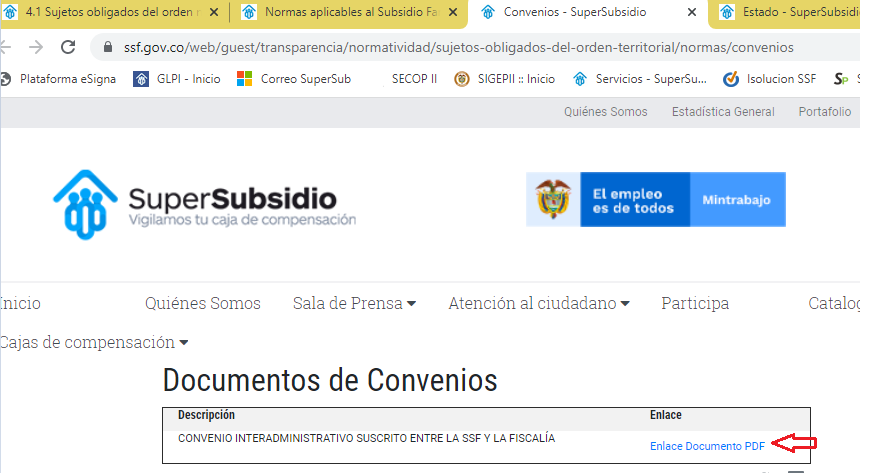 4.1 Sujetos obligados del orden
Normas aplicables al Subsidio Fa
Convenios - SuperSubsidio
Estado - SuperSubsidi
ssf.gov.co/web/guest/transparencia/normatividad/sujetos-obligados-del-orden-territorial/normas/convenios
Plataforma eSigna GLPI - Inicio Correo SuperSub SECOP II SIGEPII :: Inicio Servicios - SuperSu... Isolucion SSF
Quiénes Somos Estadística General Portafolio
SuperSubsidio
Vigilamos tu caja de compensación
El empleo
es de todos
Mintrabajo
Inicio Quiénes Somos Sala de Prensa Atención al ciudadano Participa Catalog
Cajas de compensación
Documentos de Convenios
Descripción Enlace
CONVENIO INTERADMINISTRATIVO SUSCRITO ENTRE LA SSF Y LA FISCALÍA
Enlace Documento PDF